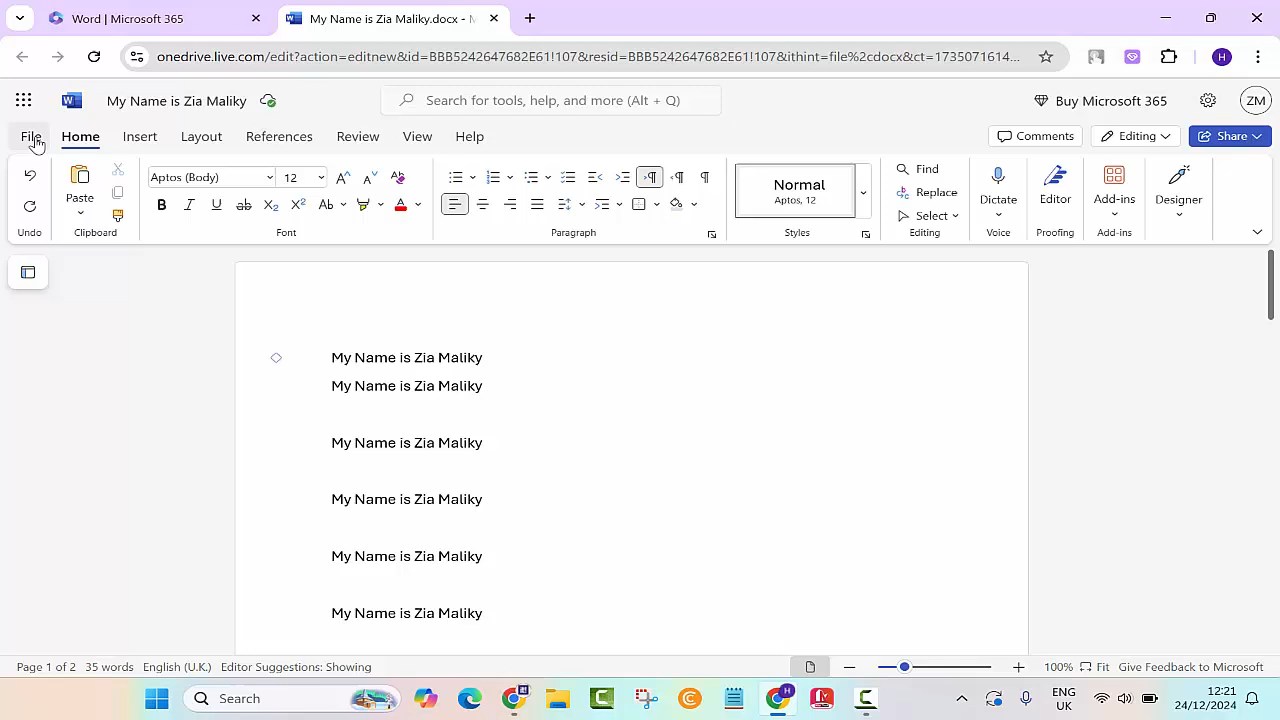 Word | Microsoft 365
My Name is Zia Maliky.docx - M
onedrive.live.com/edit?action=editnew&id=BBB5242647682E61!107&resid=BBB5242647682E61!107&ithint=file%2cdocx&ct=1735071614...
H
My Name is Zia Maliky
Search for tools, help, and more (Alt + Q)
Buy Microsoft 365
ZM
File Home Insert Layout References Review View Help
Comments Editing Share
Aptos (Body) 12
Paste
Normal
Aptos, 12
Find
Replace
Select
Dictate
Editor
Add-ins
Designer
Undo Clipboard Font Paragraph Styles Editing Voice Proofing Add-ins
My Name is Zia Maliky
My Name is Zia Maliky
My Name is Zia Maliky
My Name is Zia Maliky
My Name is Zia Maliky
My Name is Zia Maliky
Page 1 of 2 35 words English (U.K.) Editor Suggestions: Showing 100% Fit Give Feedback to Microsoft
Search
ENG
UK
12:21
24/12/2024